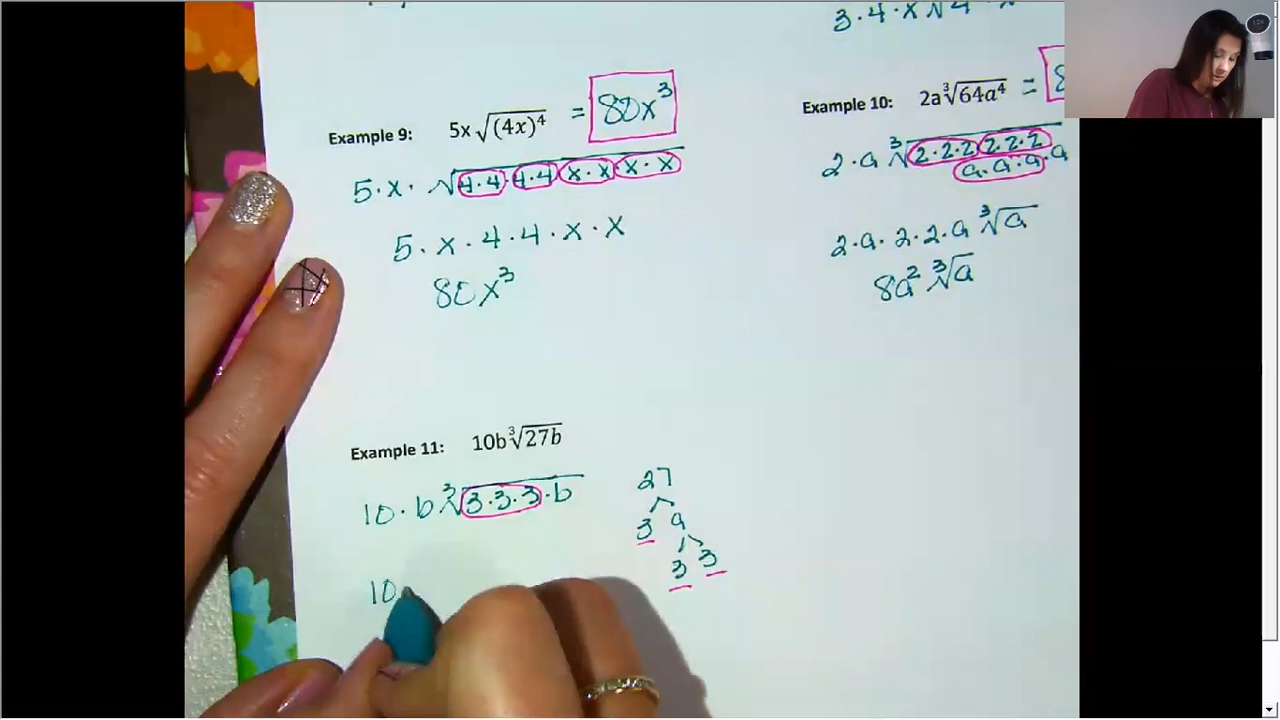 3 · 4 · x √4 ·
Example 9: 5x√(4x)⁴ = 80x³
5 · x · √4·4·4·4·x·x·x·x
5 · x · 4 · 4 · x · x
80x³
Example 10: 2a∛64a⁴ = 8
2 · a ∛2·2·2 2·2·2
a·a·a·a
2 · a · 2 · 2 · a ∛a
8a² ∛a
Example 11: 10b∛27b
10 · b ∛3·3·3·b
27
3 9
3 3
10 ·